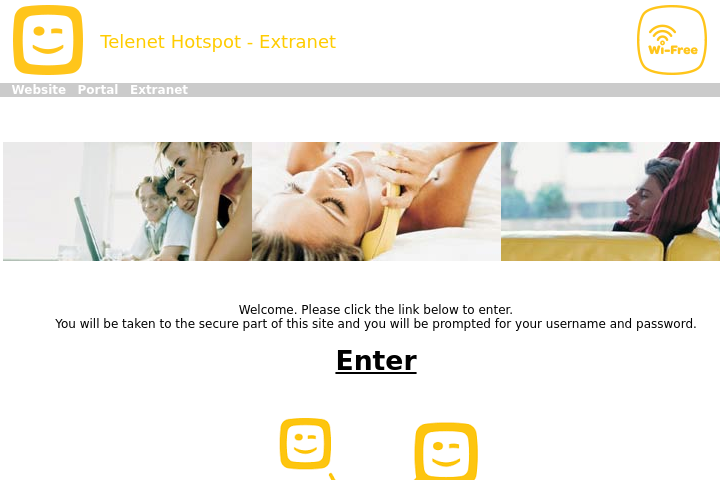 Telenet Hotspot - Extranet
Wi-Free
Website Portal Extranet
Welcome. Please click the link below to enter.
You will be taken to the secure part of this site and you will be prompted for your username and password.
Enter